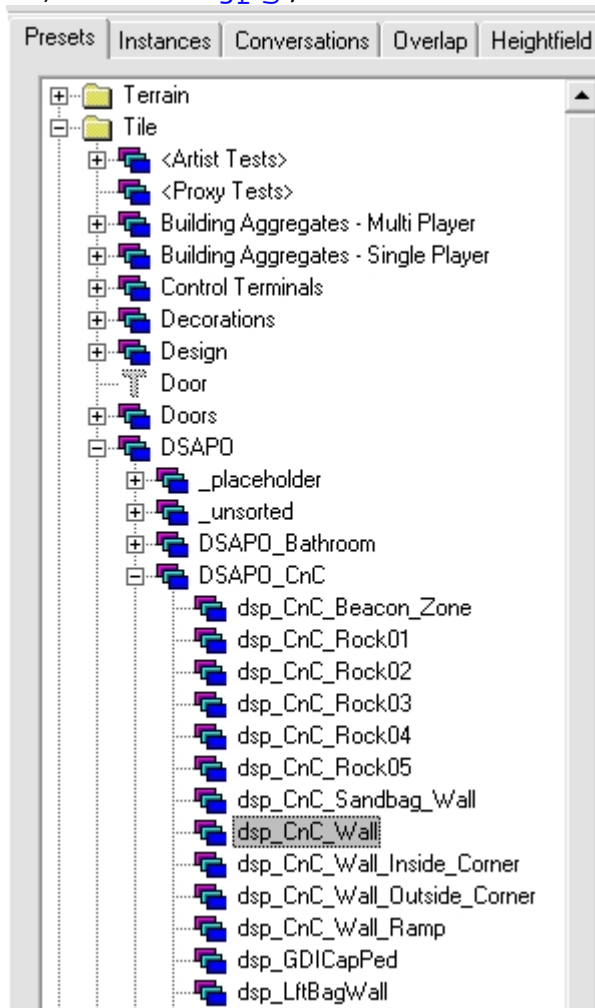 Presets Instances Conversations Overlap Heightfield
Terrain
Tile
<Artist Tests>
<Proxy Tests>
Building Aggregates - Multi Player
Building Aggregates - Single Player
Control Terminals
Decorations
Design
Door
Doors
DSAPO
_placeholder
_unsorted
DSAPO_Bathroom
DSAPO_CnC
dsp_CnC_Beacon_Zone
dsp_CnC_Rock01
dsp_CnC_Rock02
dsp_CnC_Rock03
dsp_CnC_Rock04
dsp_CnC_Rock05
dsp_CnC_Sandbag_Wall
dsp_CnC_Wall
dsp_CnC_Wall_Inside_Corner
dsp_CnC_Wall_Outside_Corner
dsp_CnC_Wall_Ramp
dsp_GDICapPed
dsp_LftBagWall